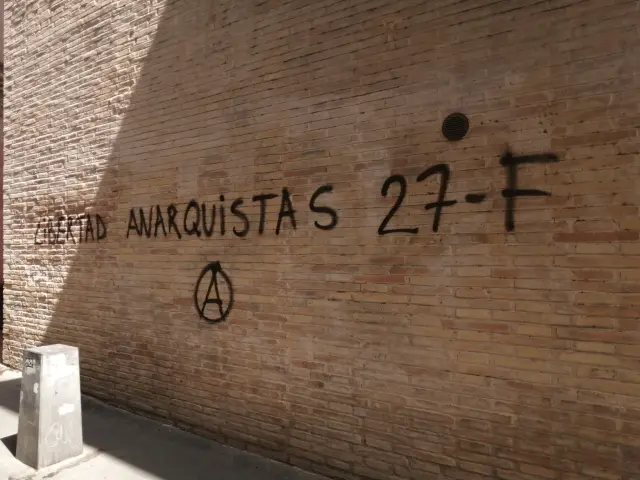 LIBERTAD ANARQUiSTAS 27-F
A